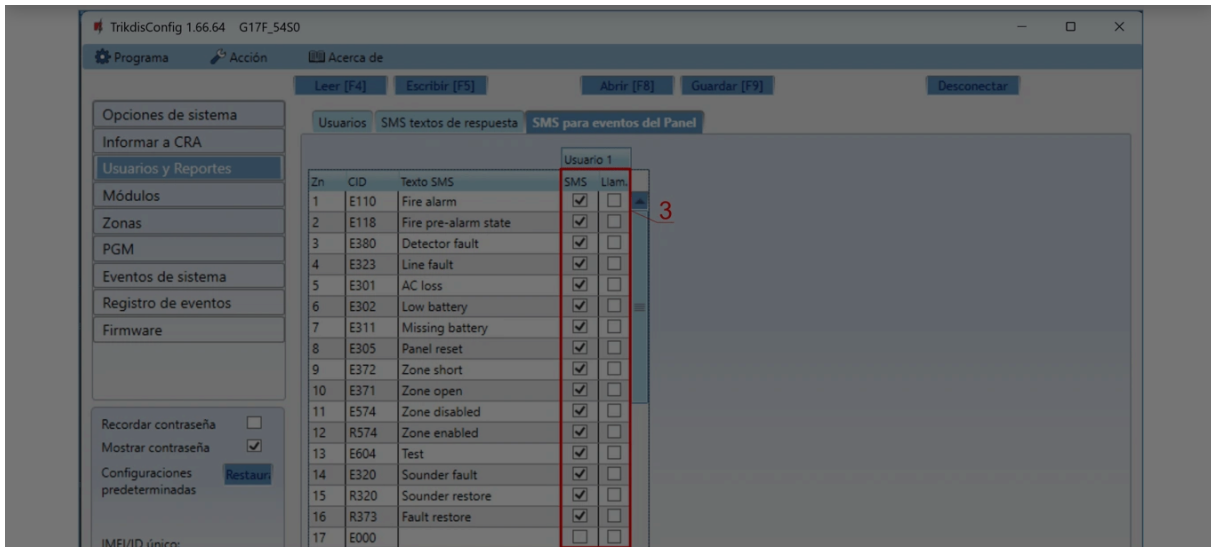 TrikdisConfig 1.66.64 G17F_54S0
Programa Acción Acerca de
Leer [F4] Escribir [F5] Abrir [F8] Guardar [F9] Desconectar
Opciones de sistema
Informar a CRA
Usuarios y Reportes
Módulos
Zonas
PGM
Eventos de sistema
Registro de eventos
Firmware
Recordar contraseña
Mostrar contraseña
Configuraciones predeterminadas
Restaura
IMEI/ID único:
Usuarios SMS textos de respuesta SMS para eventos del Panel
Usuario 1
Zn CID Texto SMS SMS Llam.
1 E110 Fire alarm
2 E118 Fire pre-alarm state
3 E380 Detector fault
4 E323 Line fault
5 E301 AC loss
6 E302 Low battery
7 E311 Missing battery
8 E305 Panel reset
9 E372 Zone short
10 E371 Zone open
11 E574 Zone disabled
12 R574 Zone enabled
13 E604 Test
14 E320 Sounder fault
15 R320 Sounder restore
16 R373 Fault restore
17 E000
3